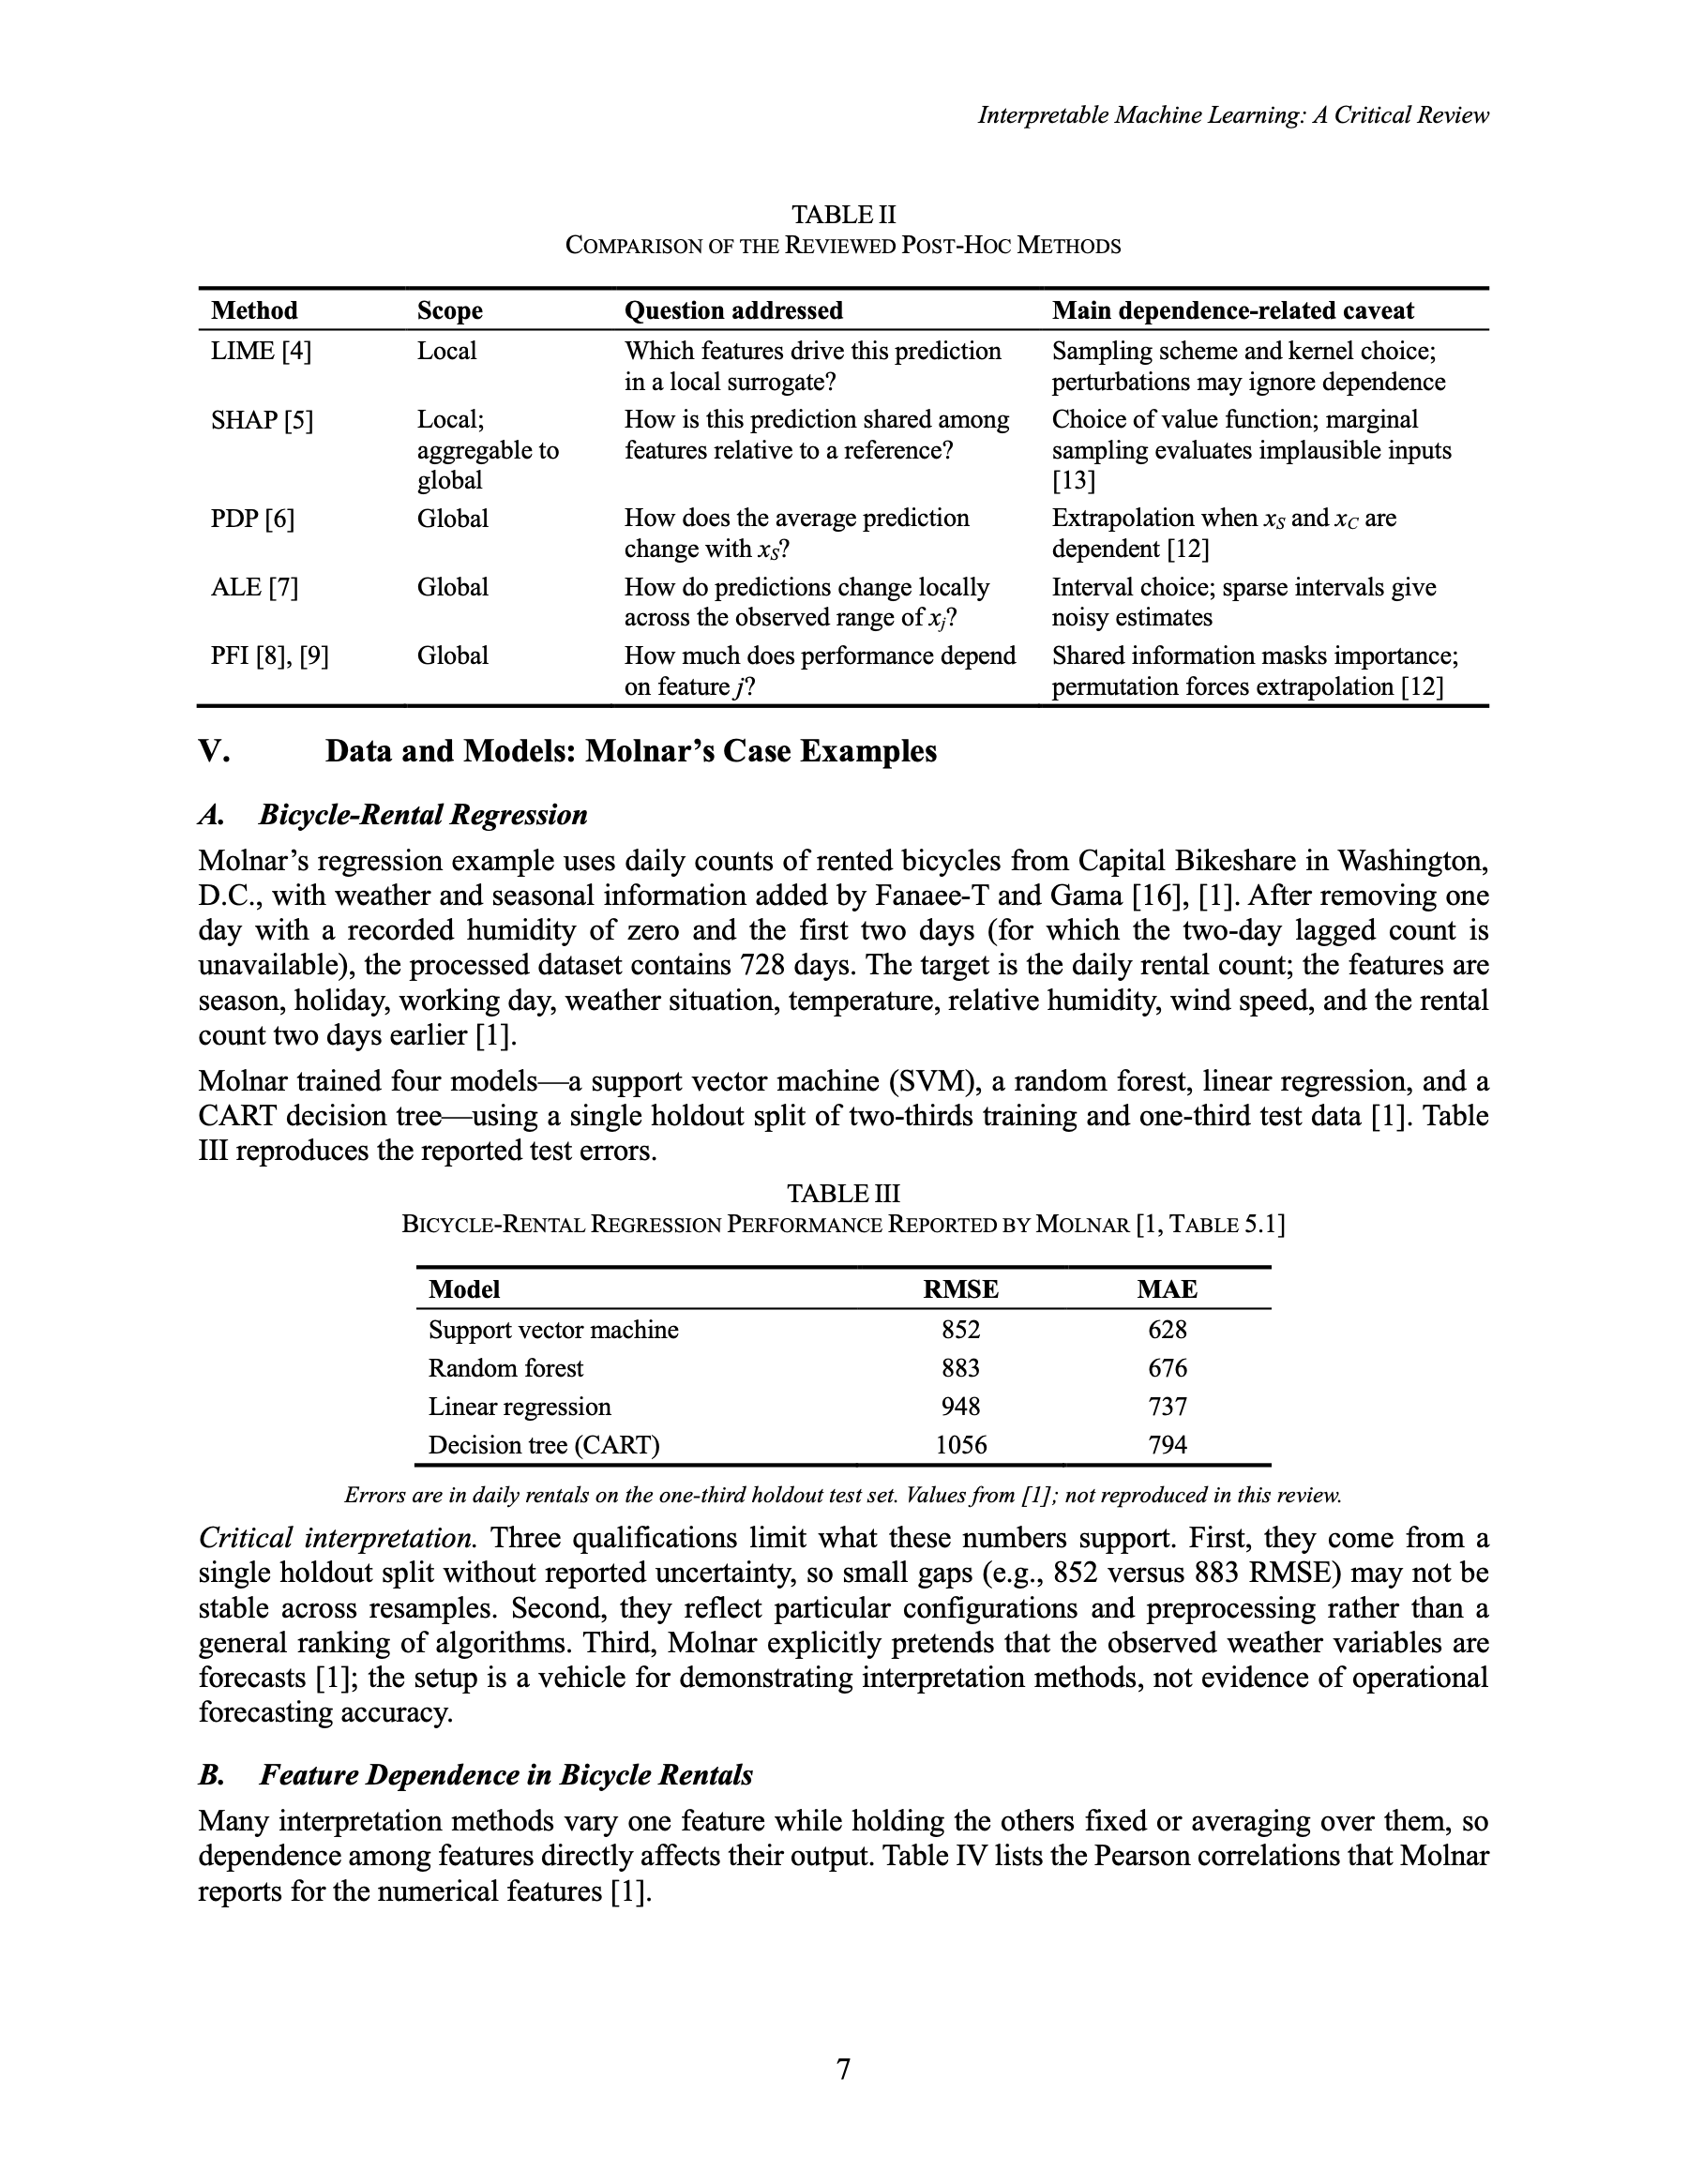 Interpretable Machine Learning: A Critical Review
TABLE II
COMPARISON OF THE REVIEWED POST-HOC METHODS
Method Scope Question addressed Main dependence-related caveat
LIME [4] Local Which features drive this prediction Sampling scheme and kernel choice;
in a local surrogate? perturbations may ignore dependence
SHAP [5] Local; How is this prediction shared among Choice of value function; marginal
aggregable to features relative to a reference? sampling evaluates implausible inputs
global [13]
PDP [6] Global How does the average prediction Extrapolation when xS and xC are
change with xS? dependent [12]
ALE [7] Global How do predictions change locally Interval choice; sparse intervals give
across the observed range of xj? noisy estimates
PFI [8], [9] Global How much does performance depend Shared information masks importance;
on feature j? permutation forces extrapolation [12]
V. Data and Models: Molnar’s Case Examples
A. Bicycle-Rental Regression
Molnar’s regression example uses daily counts of rented bicycles from Capital Bikeshare in Washington,
D.C., with weather and seasonal information added by Fanaee-T and Gama [16], [1]. After removing one
day with a recorded humidity of zero and the first two days (for which the two-day lagged count is
unavailable), the processed dataset contains 728 days. The target is the daily rental count; the features are
season, holiday, working day, weather situation, temperature, relative humidity, wind speed, and the rental
count two days earlier [1].
Molnar trained four models—a support vector machine (SVM), a random forest, linear regression, and a
CART decision tree—using a single holdout split of two-thirds training and one-third test data [1]. Table
III reproduces the reported test errors.
TABLE III
BICYCLE-RENTAL REGRESSION PERFORMANCE REPORTED BY MOLNAR [1, TABLE 5.1]
Model RMSE MAE
Support vector machine 852 628
Random forest 883 676
Linear regression 948 737
Decision tree (CART) 1056 794
Errors are in daily rentals on the one-third holdout test set. Values from [1]; not reproduced in this review.
Critical interpretation. Three qualifications limit what these numbers support. First, they come from a
single holdout split without reported uncertainty, so small gaps (e.g., 852 versus 883 RMSE) may not be
stable across resamples. Second, they reflect particular configurations and preprocessing rather than a
general ranking of algorithms. Third, Molnar explicitly pretends that the observed weather variables are
forecasts [1]; the setup is a vehicle for demonstrating interpretation methods, not evidence of operational
forecasting accuracy.
B. Feature Dependence in Bicycle Rentals
Many interpretation methods vary one feature while holding the others fixed or averaging over them, so
dependence among features directly affects their output. Table IV lists the Pearson correlations that Molnar
reports for the numerical features [1].
7